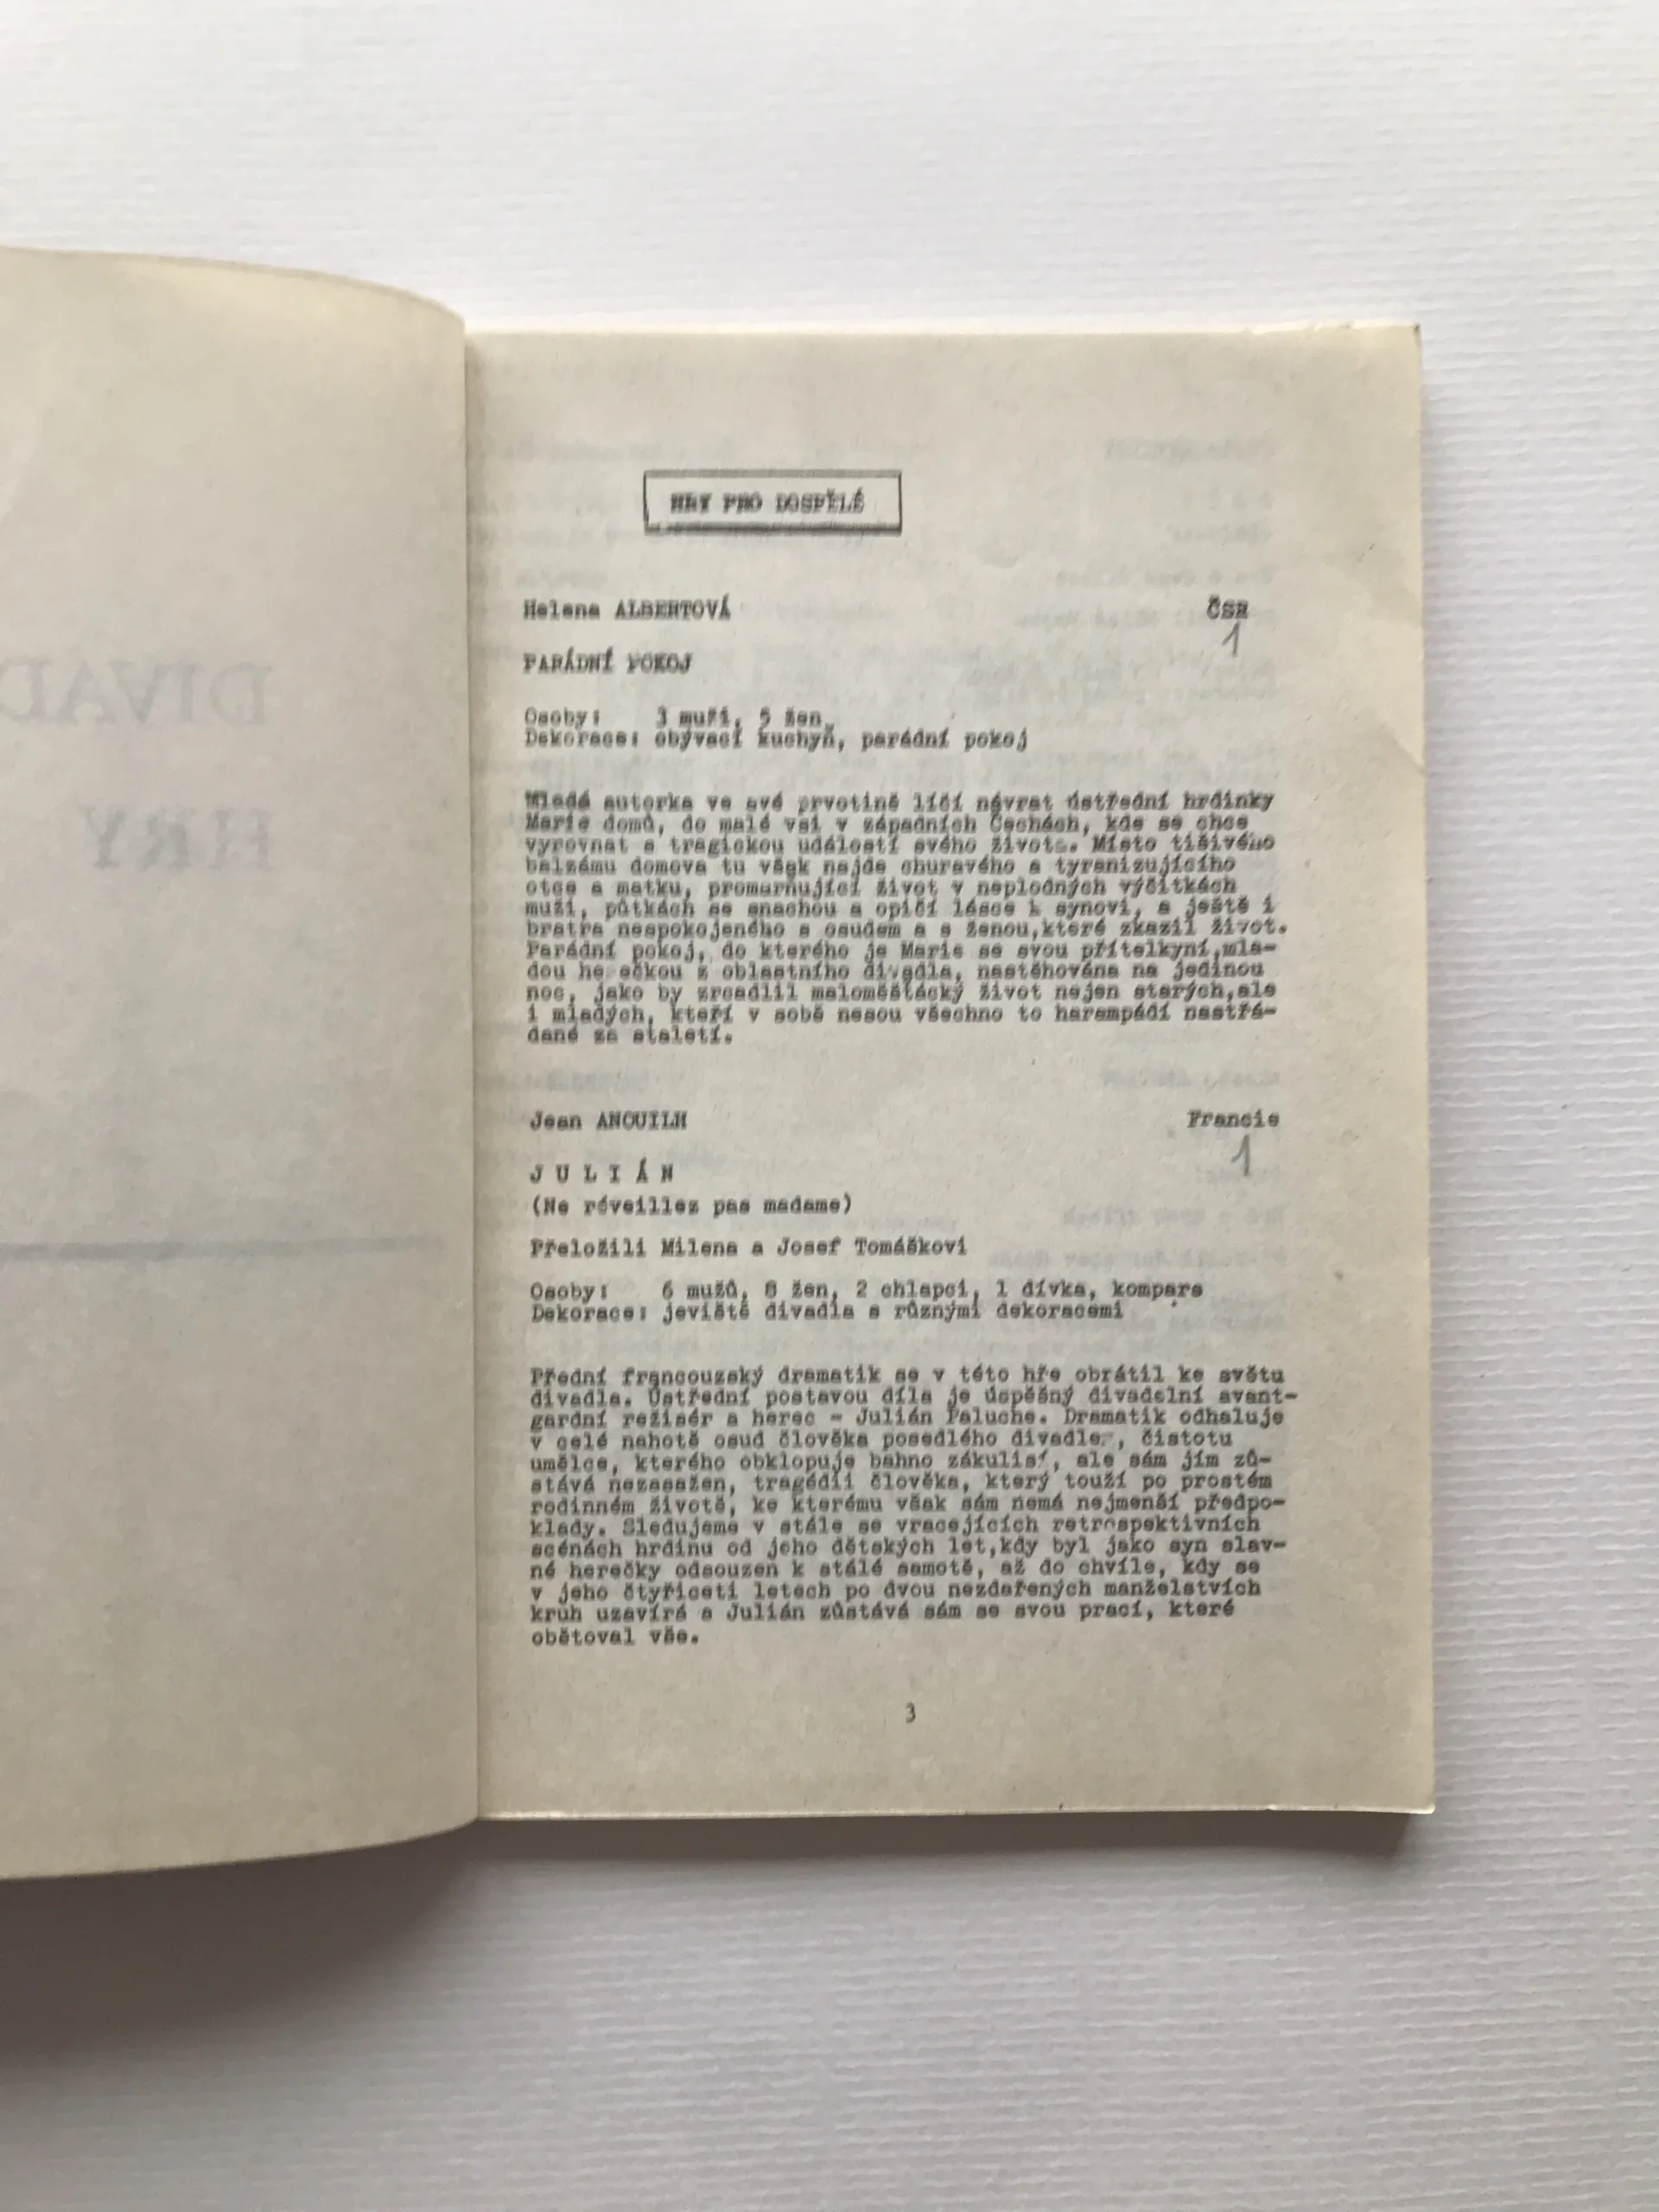 HRY PRO DOSPĚLÉ
Helena ALBERTOVÁ ČSR
1
PARÁDNÍ POKOJ
Osoby: 3 muži, 5 žen
Dekorace: obývací kuchyň, parádní pokoj
Mladá autorka ve své prvotině líčí návrat ústřední hrdinky
Marie domů, do malé vsi v západních Čechách, kde se chce
vyrovnat s tragickou událostí svého života. Místo tišivého
balzámu domova tu však najde churavého a tyranizujícího
otce a matku, promarňující život v neplodných výčitkách
muži, půtkách se snachou a opičí lásce k synovi, a ještě i
bratra nespokojeného s osudem a s ženou,které zkazil život.
Parádní pokoj, do kterého je Marie se svou přítelkyní,mla-
dou he ečkou z oblastního divadla, nastěhována na jedinou
noc, jako by zrcadlil maloměšťácký život nejen starých,ale
i mladých, kteří v sobě nesou všechno to harampádí nastřá-
dané za staletí.
Jean ANOUILH Francie
1
J U L I Á N
(Ne réveillez pas madame)
Přeložili Milena a Josef Tomáškovi
Osoby: 6 mužů, 8 žen, 2 chlapci, 1 dívka, kompars
Dekorace: jeviště divadla s různými dekoracemi
Přední francouzský dramatik se v této hře obrátil ke světu
divadla. Ústřední postavou díla je úspěšný divadelní avant-
gardní režisér a herec - Julián Paluche. Dramatik odhaluje
v celé nahotě osud člověka posedlého divadlem, čistotu
umělce, kterého obklopuje bahno zákulisí, ale sám jím zů-
stává nezasažen, tragédii člověka, který touží po prostém
rodinném životě, ke kterému však sám nemá nejmenší předpo-
klady. Sledujeme v stále se vracejících retrospektivních
scénách hrdinu od jeho dětských let,kdy byl jako syn slav-
né herečky odsouzen k stálé samotě, až do chvíle, kdy se
v jeho čtyřiceti letech po dvou nezdařených manželstvích
kruh uzavírá a Julián zůstává sám se svou prací, které
obětoval vše.
3